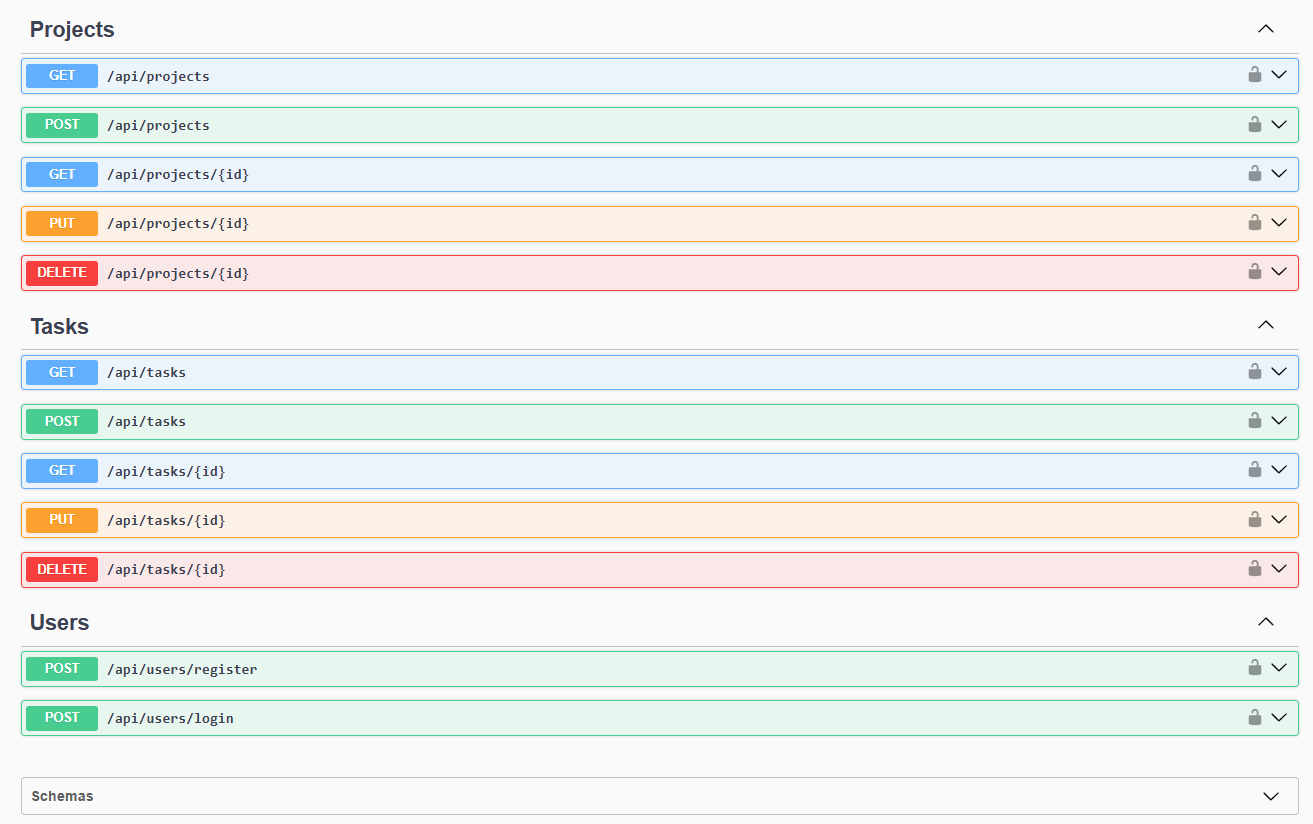 Projects
GET /api/projects
POST /api/projects
GET /api/projects/{id}
PUT /api/projects/{id}
DELETE /api/projects/{id}
Tasks
GET /api/tasks
POST /api/tasks
GET /api/tasks/{id}
PUT /api/tasks/{id}
DELETE /api/tasks/{id}
Users
POST /api/users/register
POST /api/users/login
Schemas